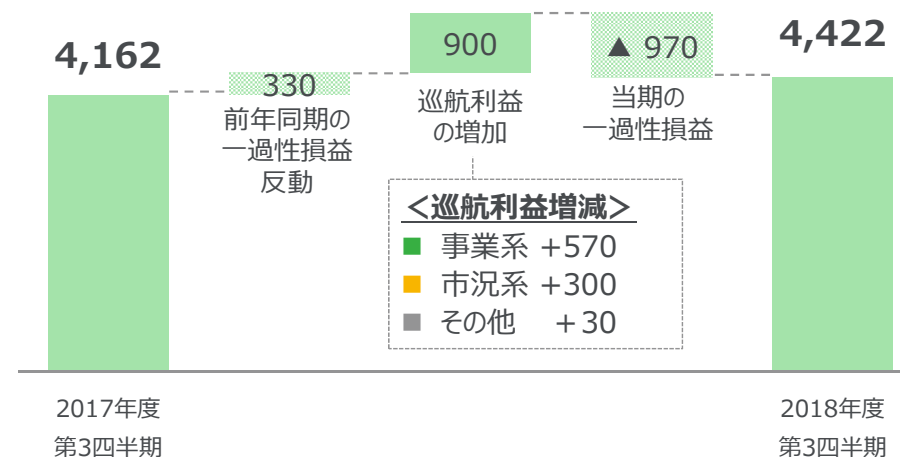 4,162
330
前年同期の
一過性損益
反動
900
巡航利益
の増加
▲ 970
当期の
一過性損益
4,422
＜巡航利益増減＞
■ 事業系 +570
■ 市況系 +300
■ その他 +30
2017年度
第3四半期
2018年度
第3四半期